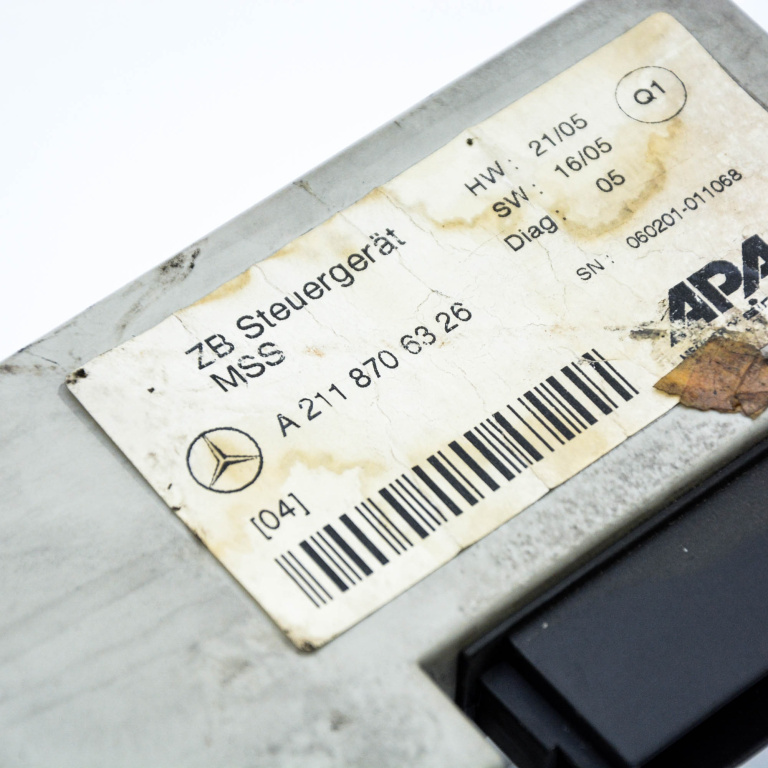 ZB Steuergerät
MSS
A 211 870 63 26
[04]
HW: 21/05
SW: 16/05
Diag: 05
Q1
SN: 060201-011068
APA